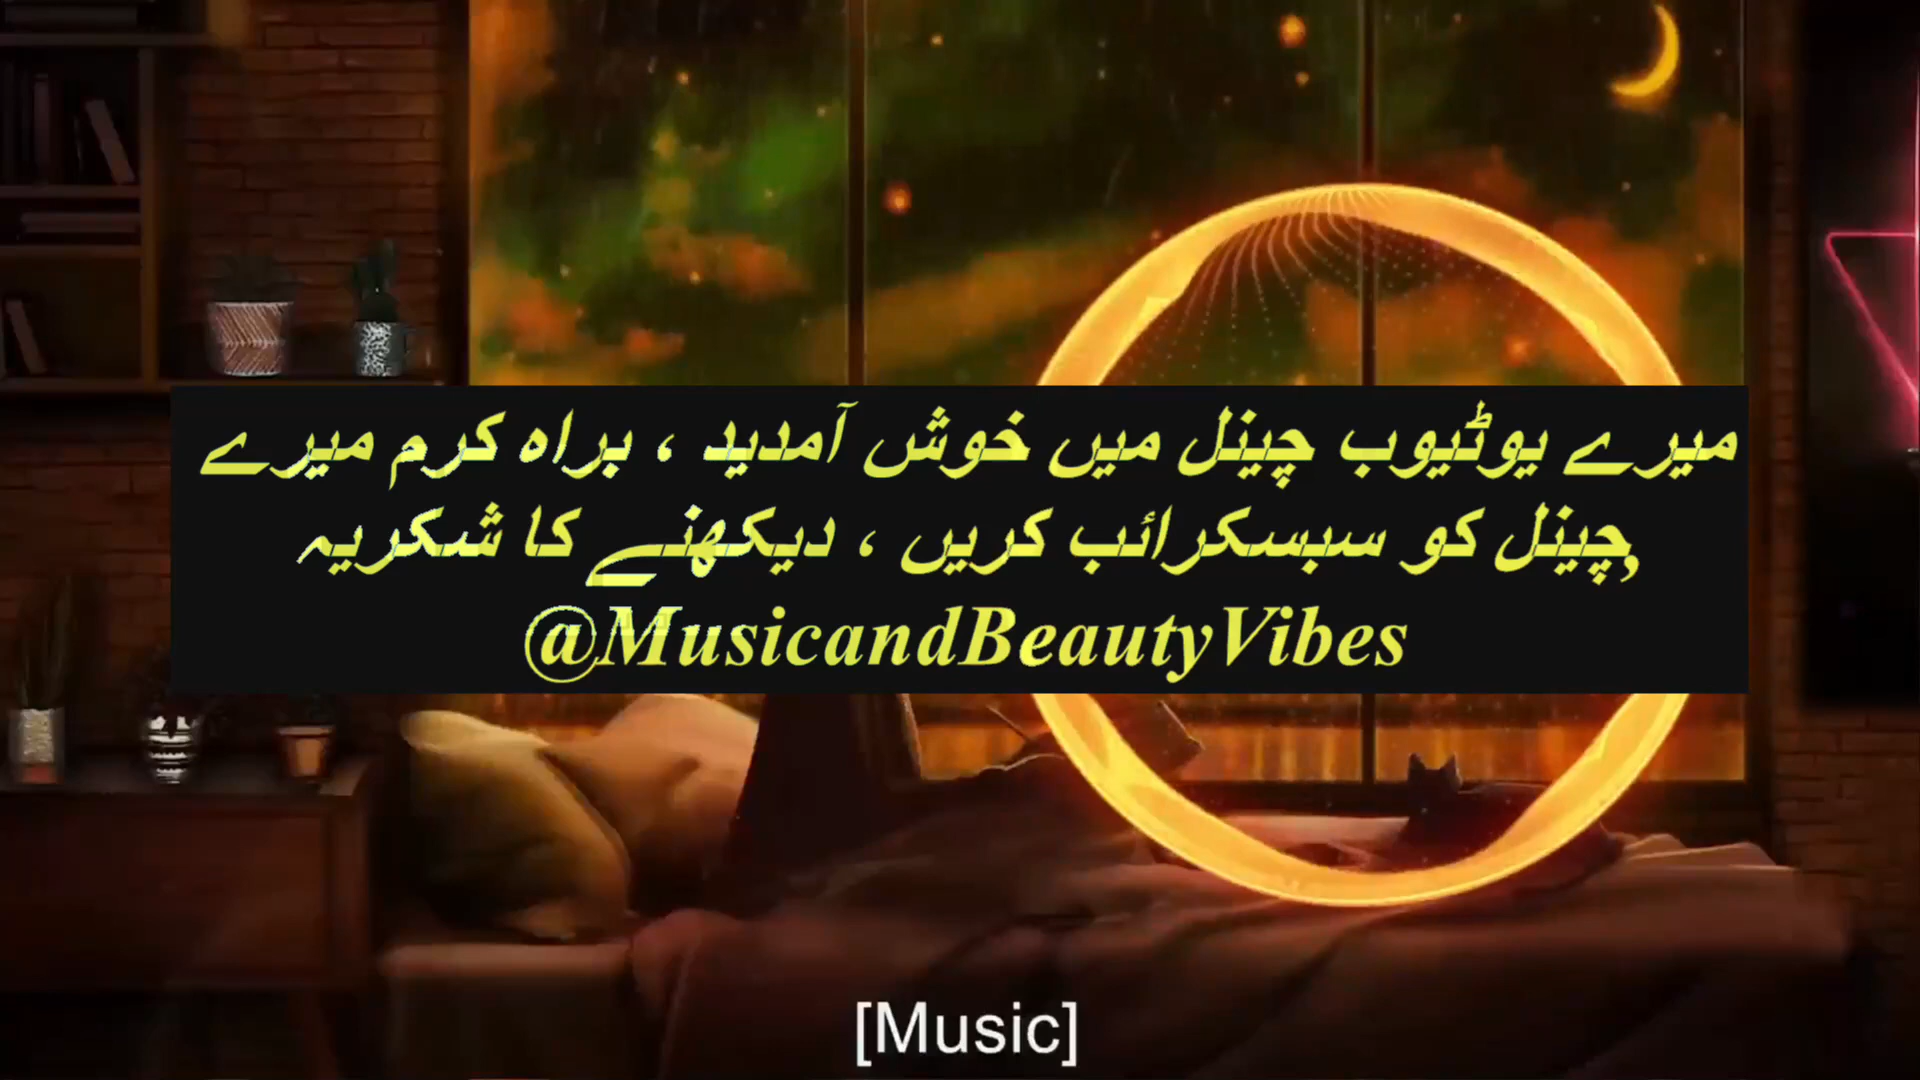 میرے یوٹیوب چینل میں خوش آمدید ، براہ کرم میرے
چینل کو سبسکرائب کریں ، دیکھنے کا شکریہ,
@MusicandBeautyVibes
[Music]